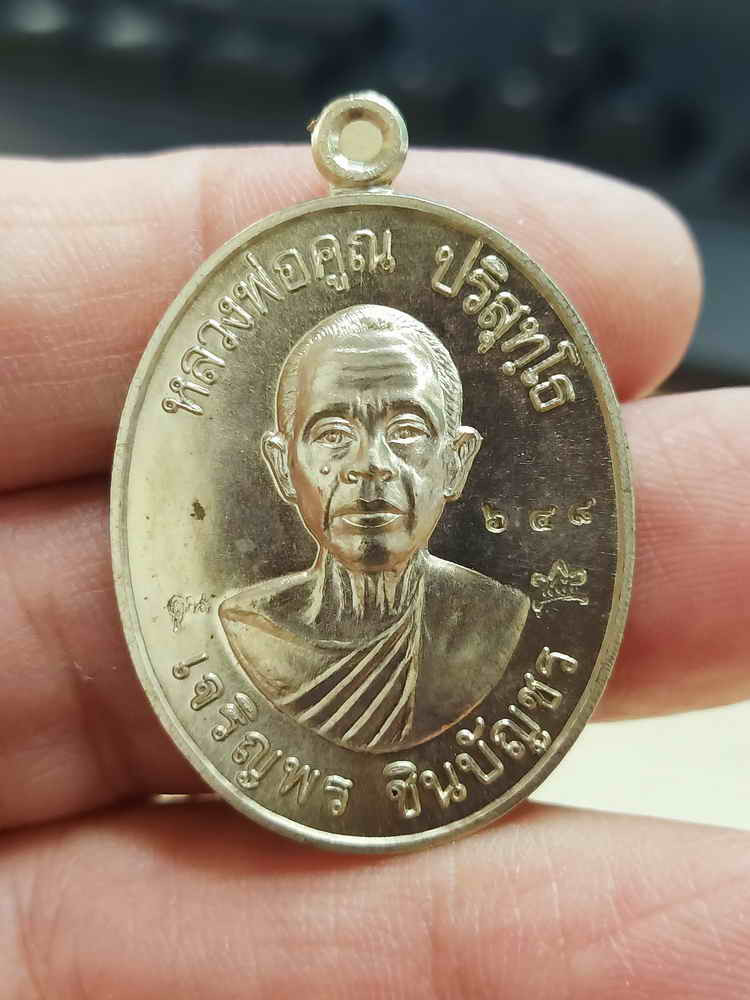 หลวงพ่อคูณ ปริสุทฺโธ
๖๔๘
เจริญพร ชินบัญชร